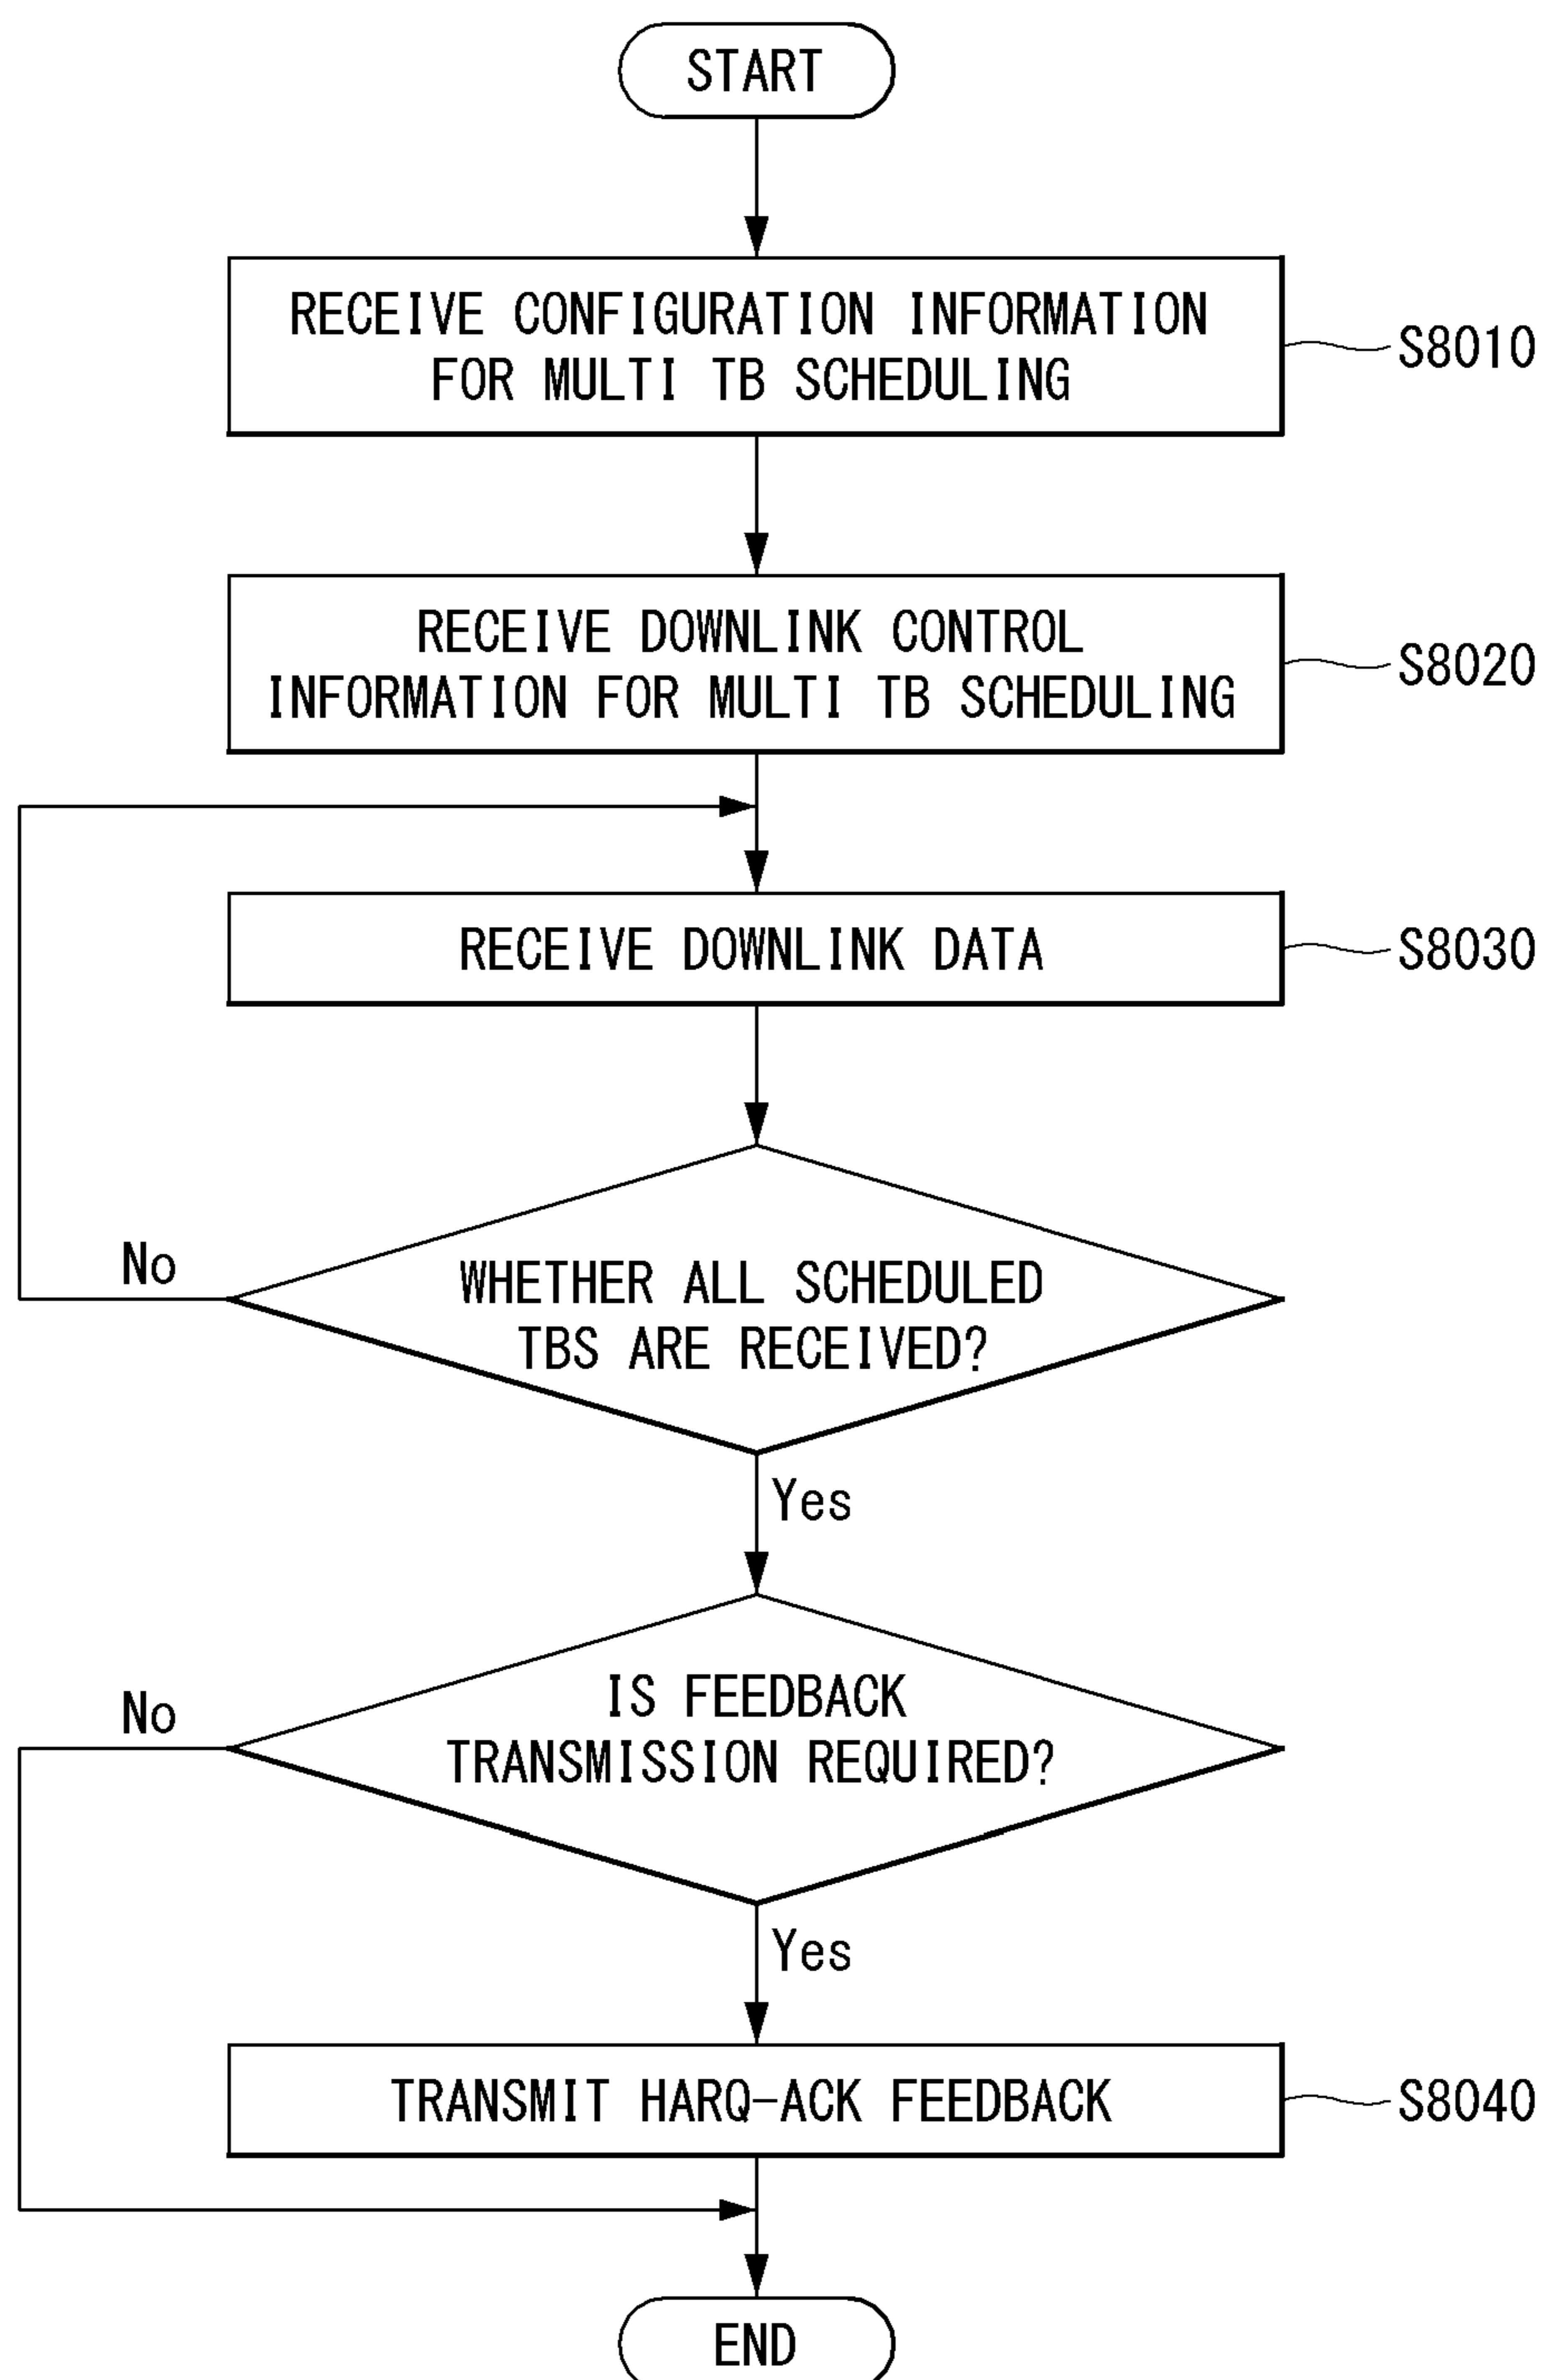 START
RECEIVE CONFIGURATION INFORMATION
FOR MULTI TB SCHEDULING
S8010
RECEIVE DOWNLINK CONTROL
INFORMATION FOR MULTI TB SCHEDULING
S8020
RECEIVE DOWNLINK DATA
S8030
No
WHETHER ALL SCHEDULED
TBS ARE RECEIVED?
Yes
No
IS FEEDBACK
TRANSMISSION REQUIRED?
Yes
TRANSMIT HARQ-ACK FEEDBACK
S8040
END